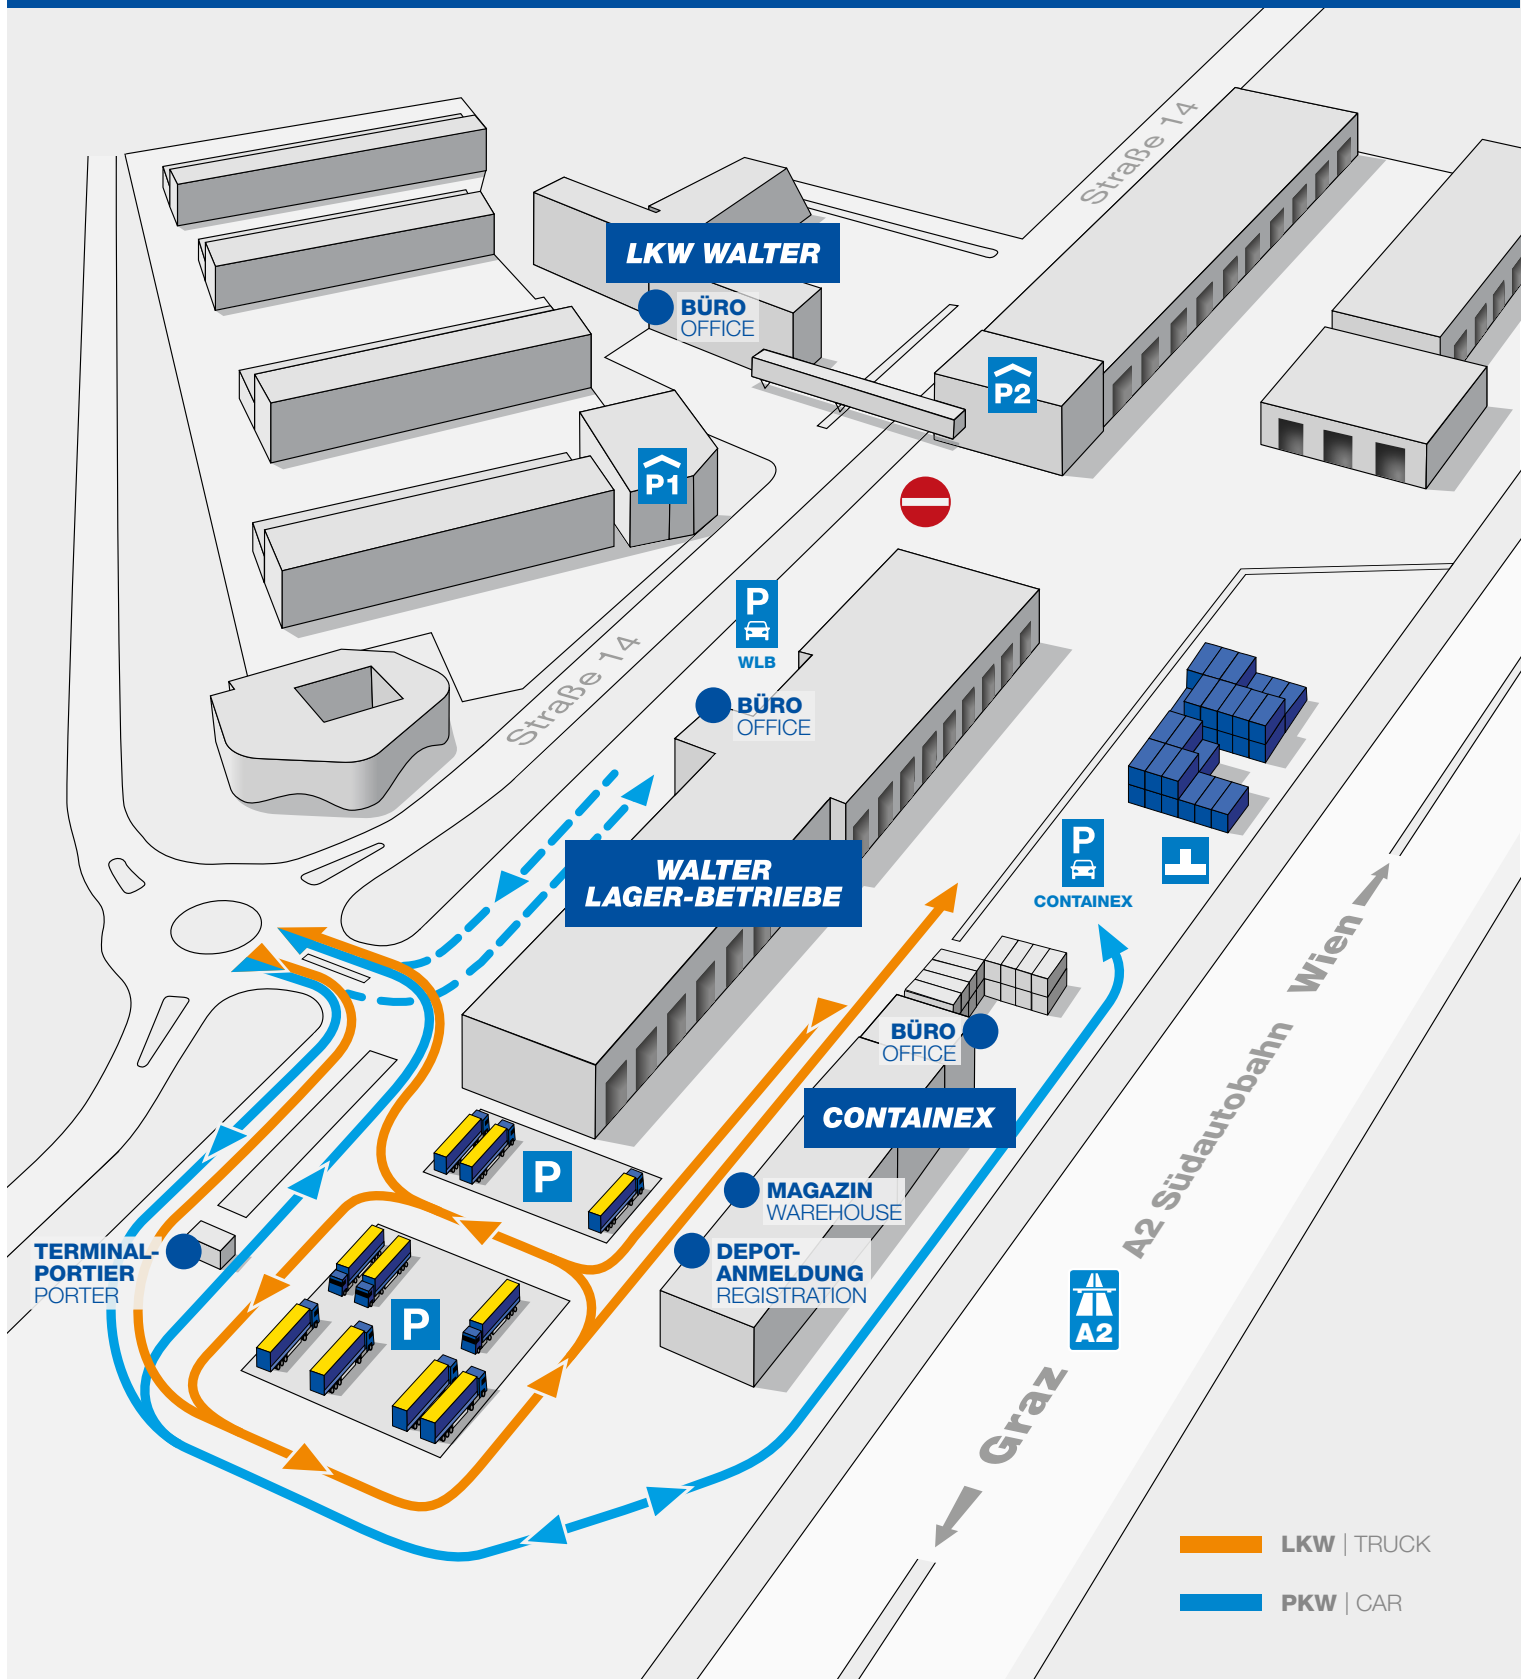 Straße 14
LKW WALTER
BÜRO
OFFICE
P2
P1
P
WLB
Straße 14
BÜRO
OFFICE
WALTER
LAGER-BETRIEBE
P
CONTAINEX
Wien
A2 Südautobahn
BÜRO
OFFICE
CONTAINEX
P
MAGAZIN
WAREHOUSE
TERMINAL-
PORTIER
PORTER
DEPOT-
ANMELDUNG
REGISTRATION
P
A2
Graz
LKW | TRUCK
PKW | CAR